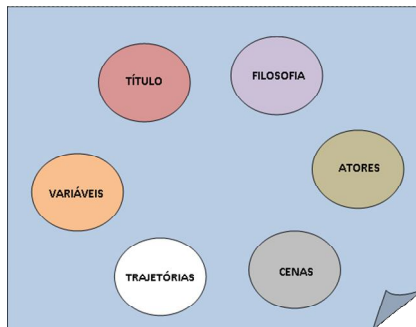 TÍTULO
FILOSOFIA
ATORES
VARIÁVEIS
TRAJETÓRIAS
CENAS